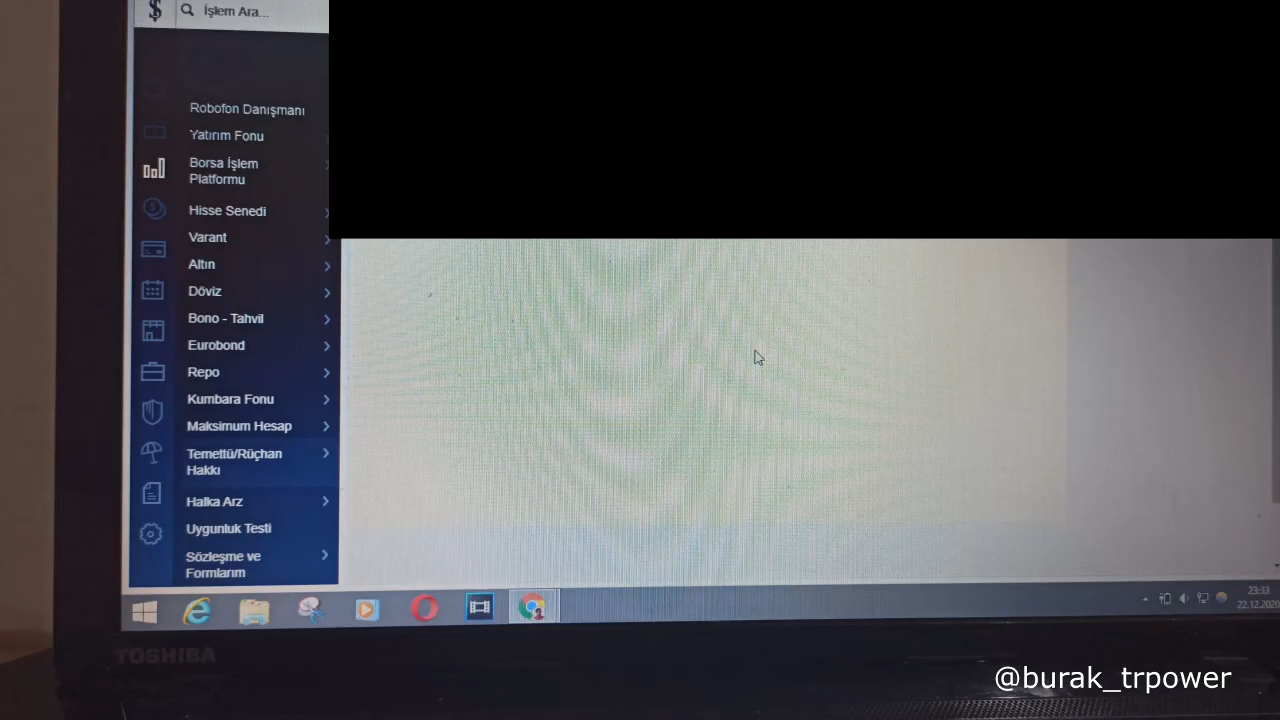 İşlem Ara...
Robofon Danışmanı
Yatırım Fonu
Borsa İşlem
Platformu
Hisse Senedi
Varant
Altın
Döviz
Bono - Tahvil
Eurobond
Repo
Kumbara Fonu
Maksimum Hesap
Temettü/Rüçhan
Hakkı
Halka Arz
Uygunluk Testi
Sözleşme ve
Formlarım
23:33
22.12.2020
TOSHIBA
@burak_trpower